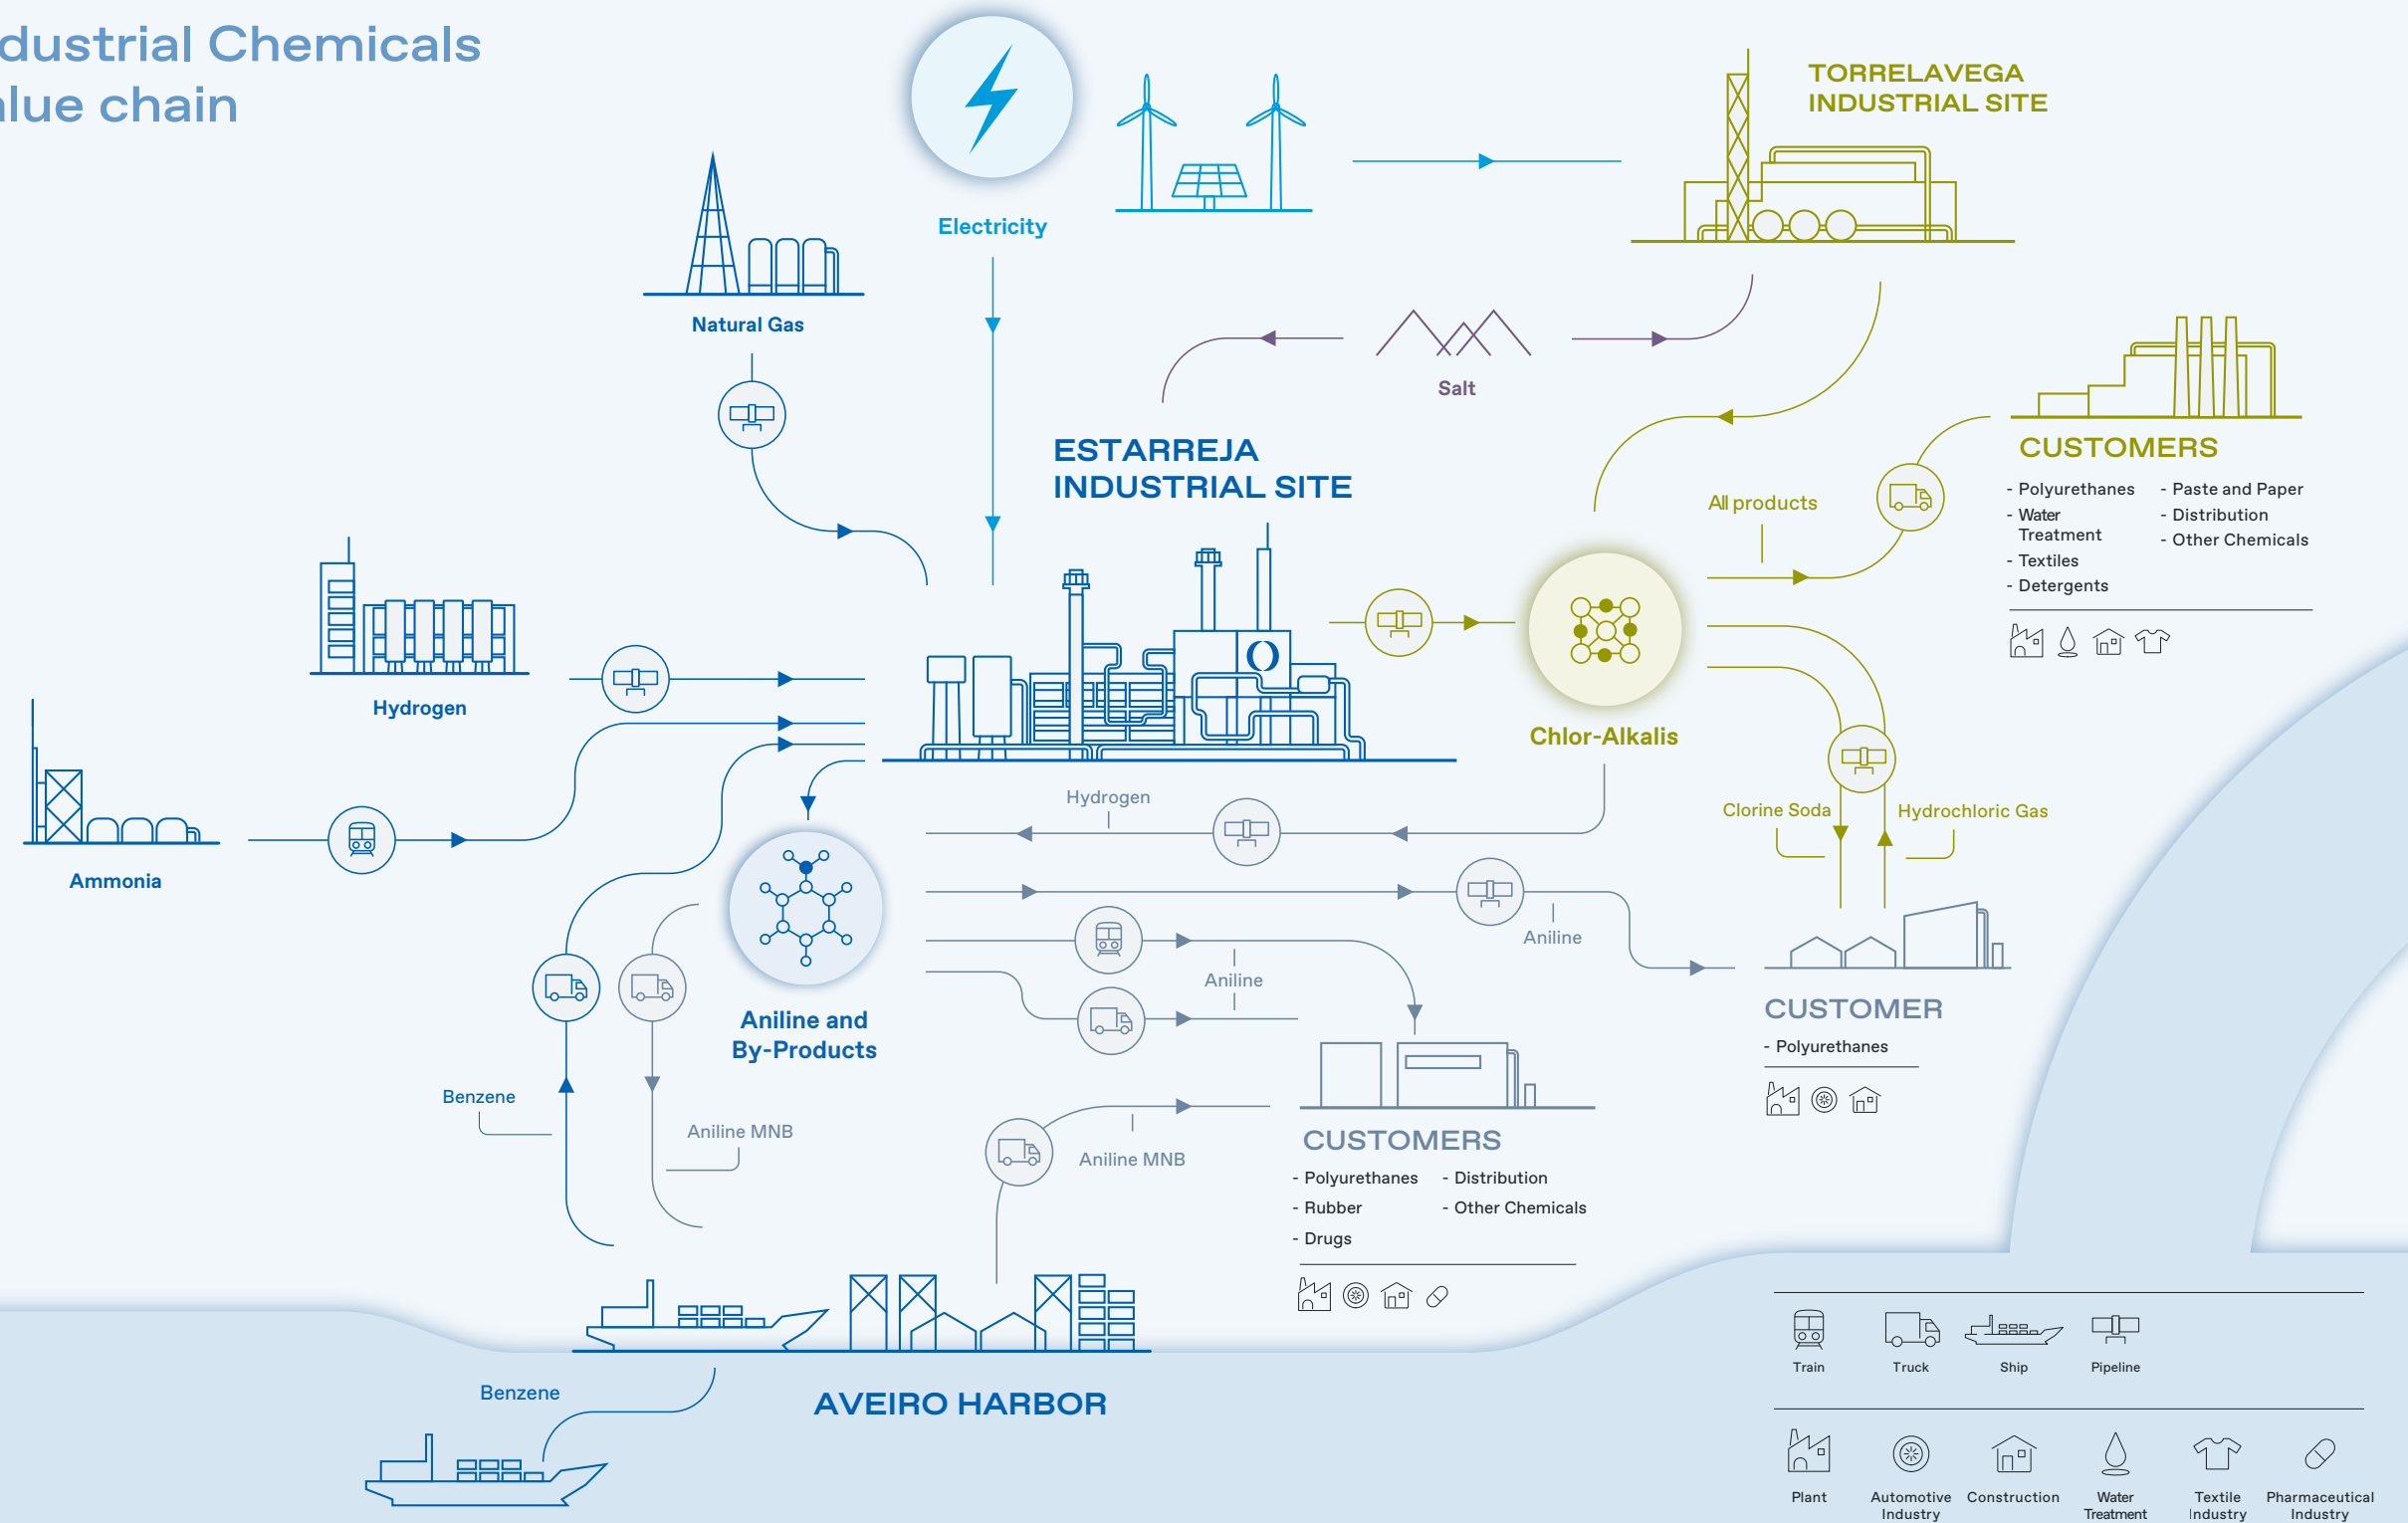 dustrial Chemicals
lue chain
Electricity
TORRELAVEGA
INDUSTRIAL SITE
Natural Gas
Salt
ESTARREJA
INDUSTRIAL SITE
CUSTOMERS
- Polyurethanes
- Water
Treatment
- Textiles
- Detergents
- Paste and Paper
- Distribution
- Other Chemicals
All products
Hydrogen
Chlor-Alkalis
Ammonia
Hydrogen
Clorine Soda
Hydrochloric Gas
Aniline
Aniline
Aniline and
By-Products
CUSTOMER
- Polyurethanes
Benzene
Aniline MNB
Aniline MNB
CUSTOMERS
- Polyurethanes
- Rubber
- Drugs
- Distribution
- Other Chemicals
Benzene
AVEIRO HARBOR
Train
Truck
Ship
Pipeline
Plant
Automotive
Industry
Construction
Water
Treatment
Textile
Industry
Pharmaceutical
Industry